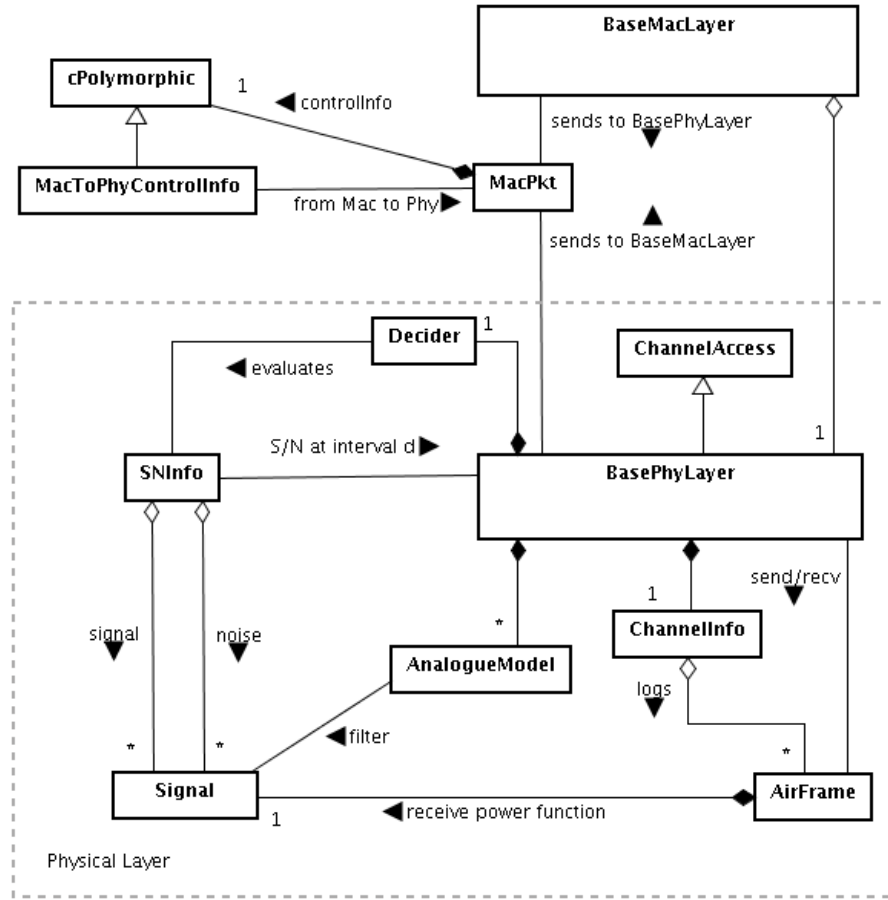 BaseMacLayer
cPolymorphic
1
controlInfo
sends to BasePhyLayer
MacToPhyControlInfo
MacPkt
from Mac to Phy
sends to BaseMacLayer
Decider
1
ChannelAccess
evaluates
1
S/N at interval d
SNInfo
BasePhyLayer
send/recv
1
*
signal
noise
ChannelInfo
AnalogueModel
logs
filter
*
*
*
Signal
AirFrame
1
receive power function
Physical Layer